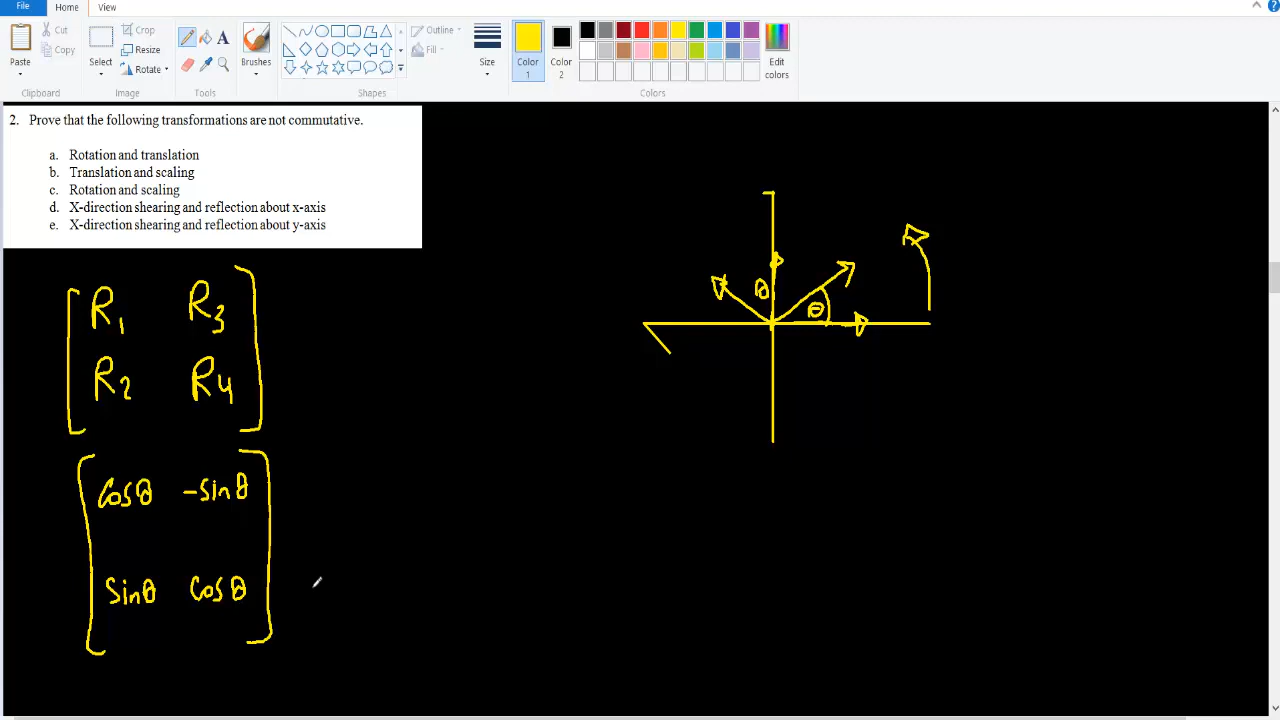 File Home View
Paste Cut Copy Select Crop Resize Rotate Brushes Outline Fill Size Color 1 Color 2 Edit colors
Clipboard Image Tools Shapes Colors
2. Prove that the following transformations are not commutative.
a. Rotation and translation
b. Translation and scaling
c. Rotation and scaling
d. X-direction shearing and reflection about x-axis
e. X-direction shearing and reflection about y-axis
R1 R3
R2 R4
Cosθ -Sinθ
Sinθ Cosθ
θ θ